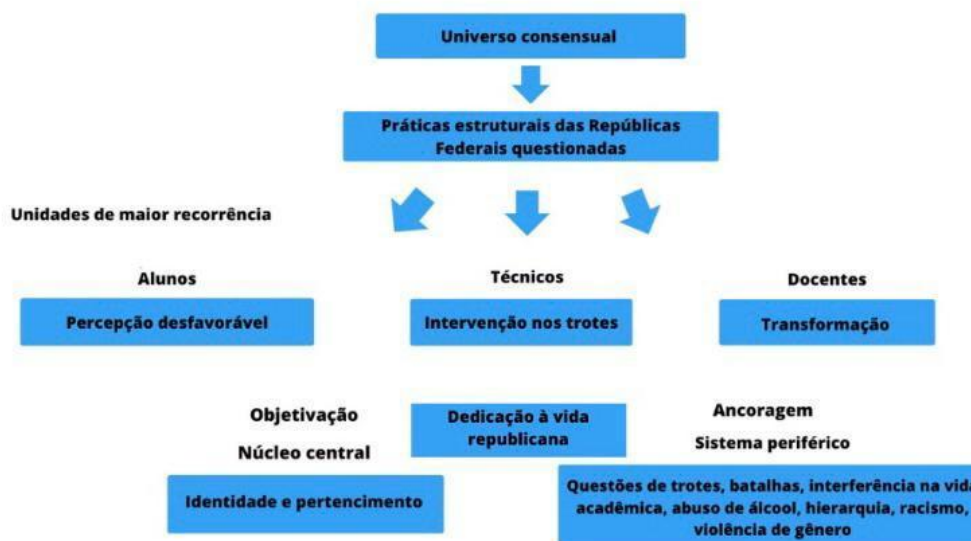 Universo consensual
Práticas estruturais das Repúblicas
Federais questionadas
Unidades de maior recorrência
Alunos
Técnicos
Docentes
Percepção desfavorável
Intervenção nos trotes
Transformação
Objetivação
Dedicação à vida
republicana
Ancoragem
Núcleo central
Sistema periférico
Identidade e pertencimento
Questões de trotes, batalhas, interferência na vida
acadêmica, abuso de álcool, hierarquia, racismo,
violência de gênero